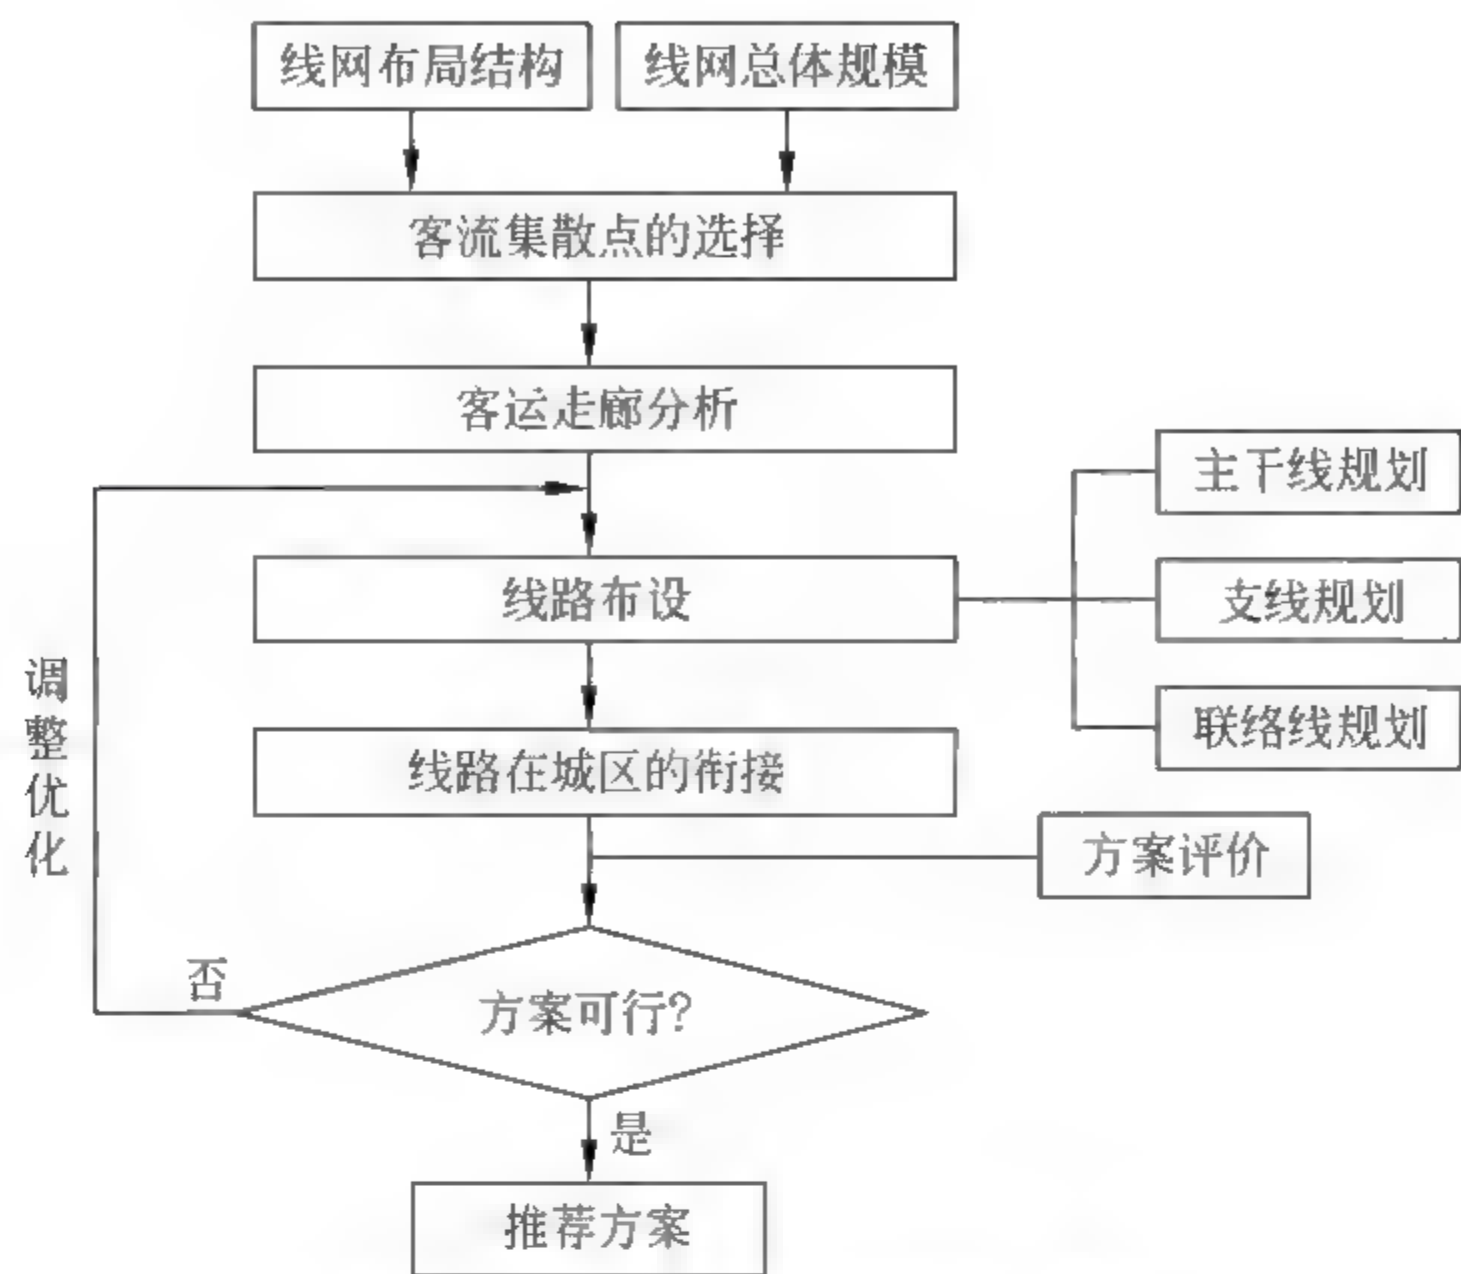 线网布局结构
线网总体规模
客流集散点的选择
客运走廊分析
主干线规划
线路布设
支线规划
调整优化
联络线规划
线路在城区的衔接
方案评价
否
方案可行?
是
推荐方案